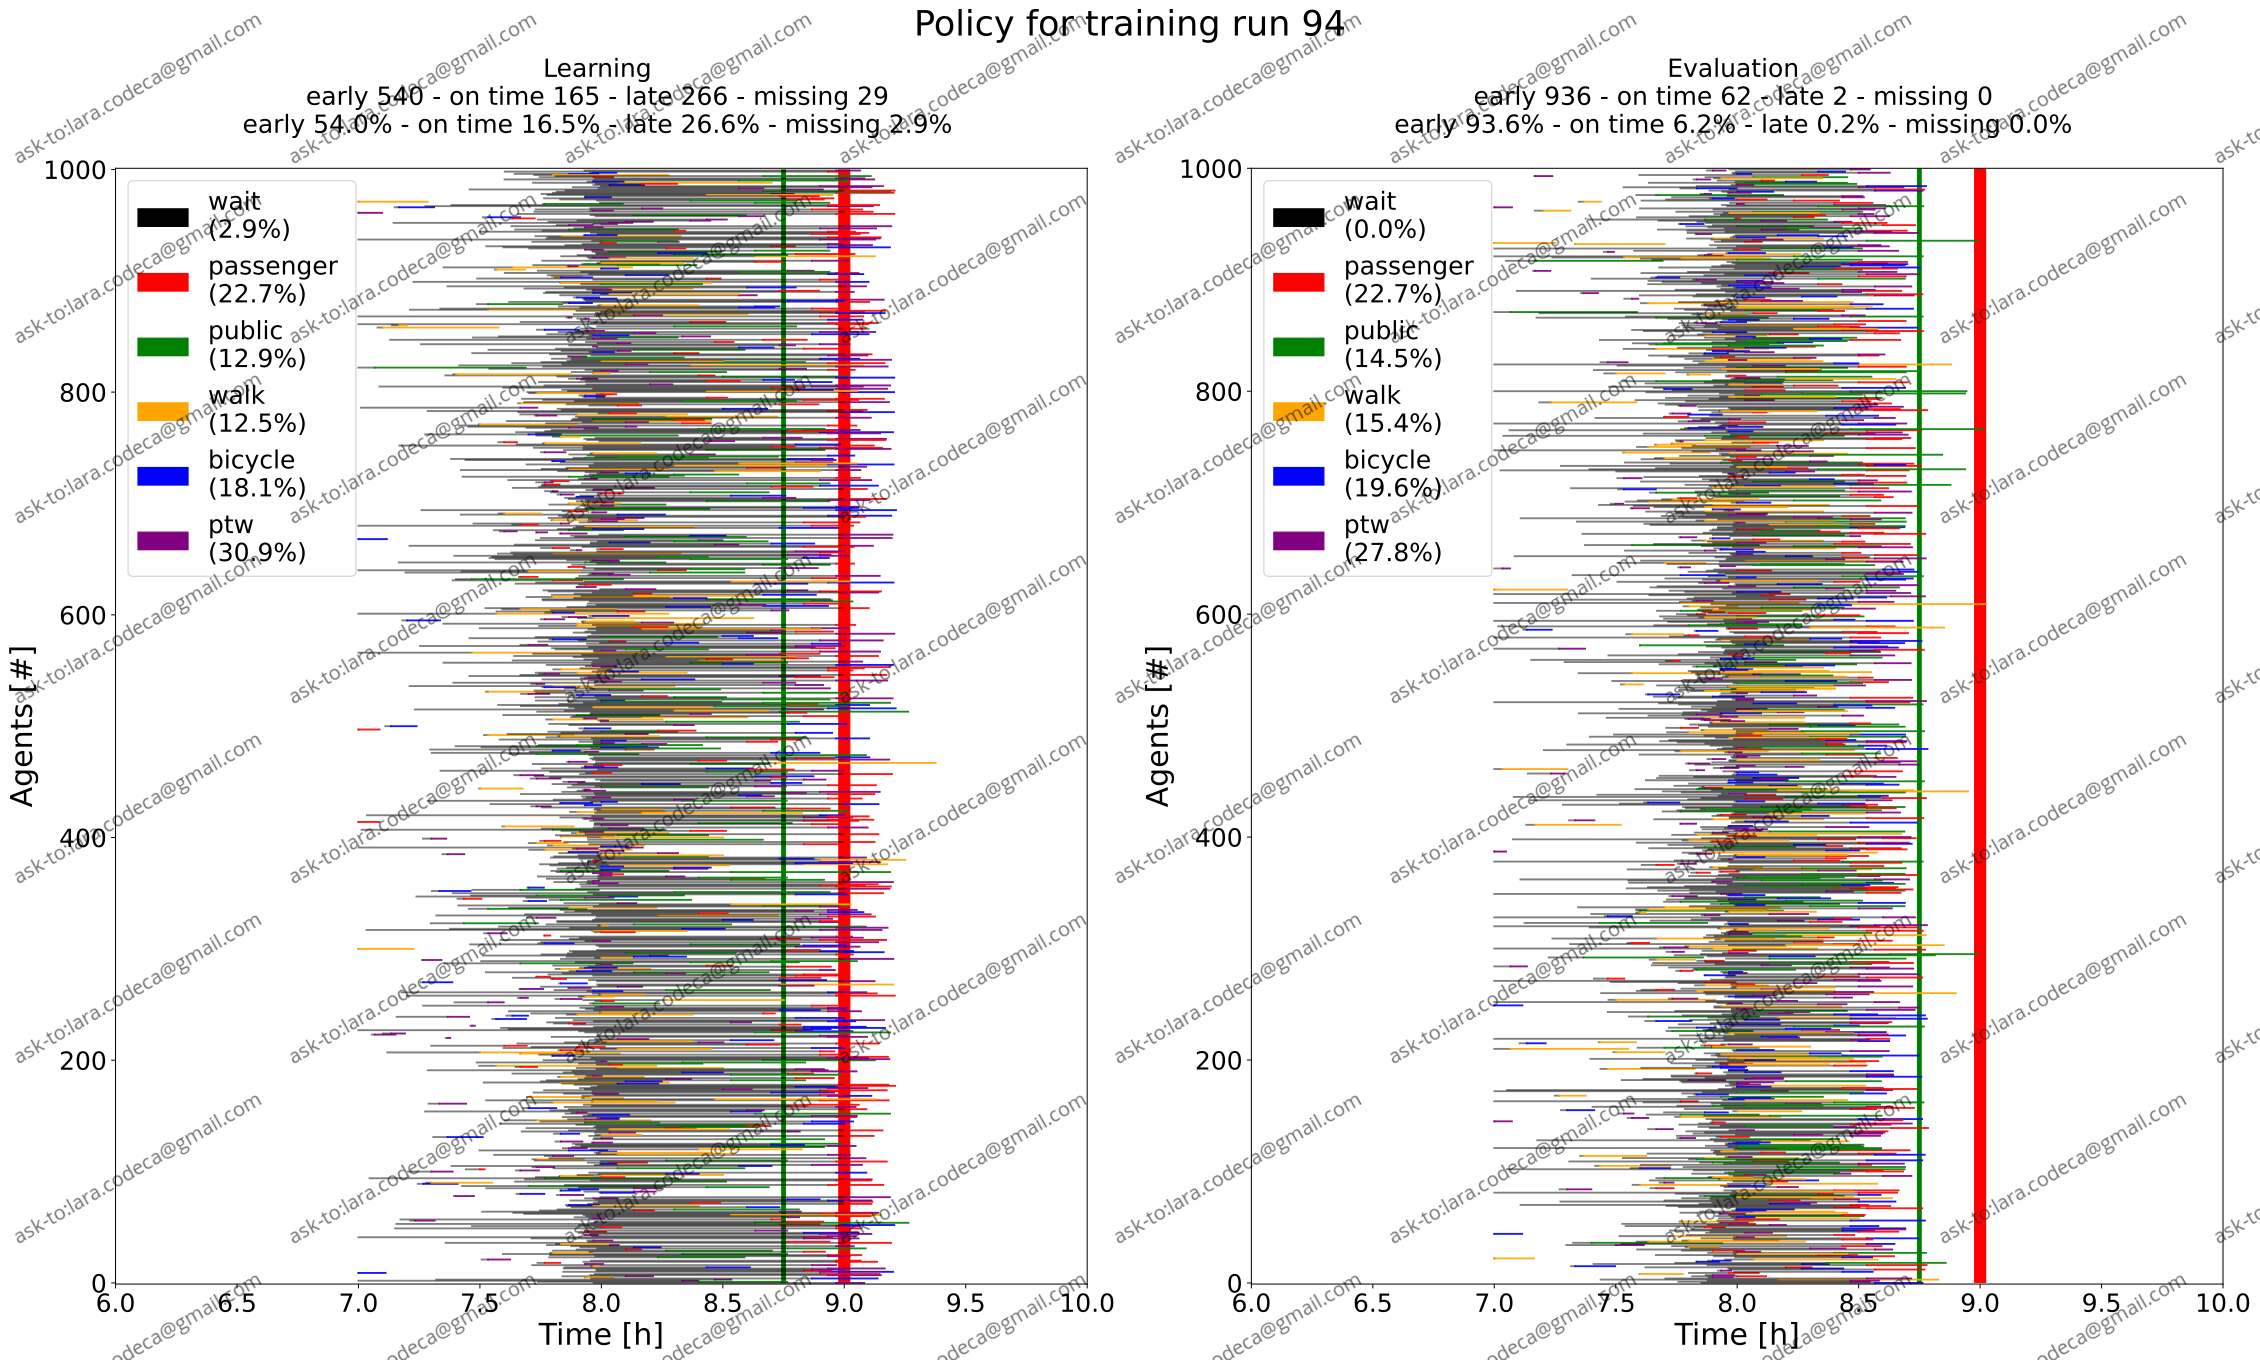 Policy for training run 94
Learning
early 540 - on time 165 - late 266 - missing 29
early 54.0% - on time 16.5% - late 26.6% - missing 2.9%
1000
800
600
400
200
0
Agents [#]
wait
(2.9%)
passenger
(22.7%)
public
(12.9%)
walk
(12.5%)
bicycle
(18.1%)
ptw
(30.9%)
6.0 6.5 7.0 7.5 8.0 8.5 9.0 9.5 10.0
Time [h]
Evaluation
early 936 - on time 62 - late 2 - missing 0
early 93.6% - on time 6.2% - late 0.2% - missing 0.0%
1000
800
600
400
200
0
Agents [#]
wait
(0.0%)
passenger
(22.7%)
public
(14.5%)
walk
(15.4%)
bicycle
(19.6%)
ptw
(27.8%)
6.0 6.5 7.0 7.5 8.0 8.5 9.0 9.5 10.0
Time [h]
ask-to:lara.codeca@gmail.com